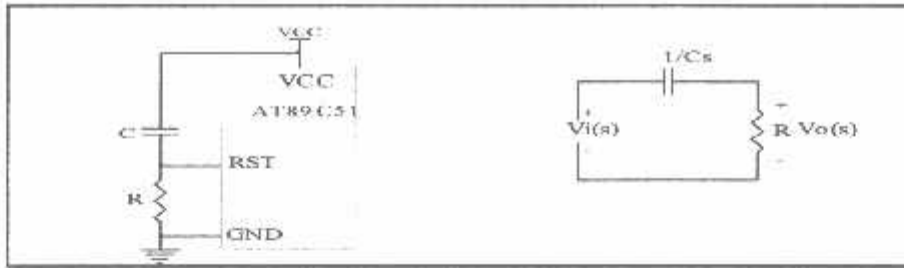 VCC
VCC
AT89C51
C
RST
R
GND
1/Cs
+
Vi(s)
-
+
R Vo(s)
-